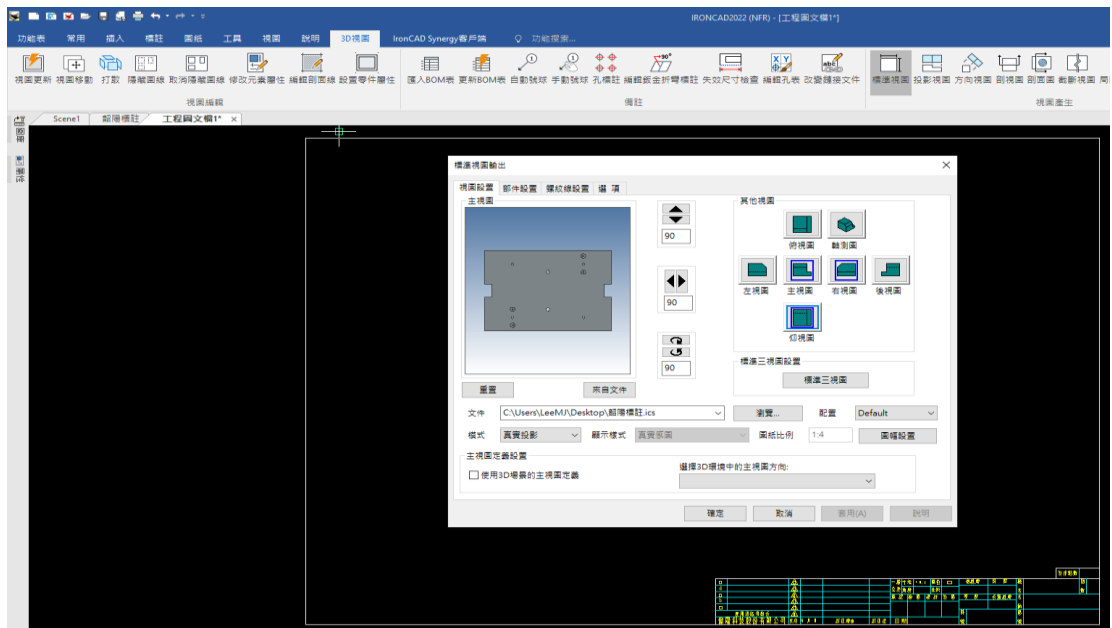 IRONCAD2022 (NFR) - [工程圖文檔1*]
功能表 常用 插入 標註 圖紙 工具 視圖 說明 3D視圖 IronCAD Synergy客戶端 功能搜索...
視圖更新 視圖移動 打散 隱藏圖線 取消隱藏圖線 修改元素屬性 編輯剖面線 設置零件屬性 匯入BOM表 更新BOM表 自動號球 手動號球 孔標註 編輯鈑金折彎標註 失效尺寸檢查 編輯孔表 改變鏈接文件 標準視圖 投影視圖 方向視圖 剖視圖 剖面圖 截斷視圖
視圖編輯 備註 視圖產生
Scene1 韶陽標註 工程圖文檔1* ×
標準視圖輸出
視圖設置 部件設置 螺紋線設置 選 項
主視圖 其他視圖
90
俯視圖 軸測圖
90
左視圖 主視圖 右視圖 後視圖
仰視圖
90
標準三視圖設置
標準三視圖
重置 來自文件
文件 C:\Users\LeeMJ\Desktop\韶陽標註.ics 瀏覽... 配置 Default
模式 真實投影 顯示樣式 真實感圖 圖紙比例 1:4 圖幅設置
主視圖定義設置
使用3D場景的主視圖定義 選擇3D環境中的主視圖方向:
確定 取消 套用(A) 說明